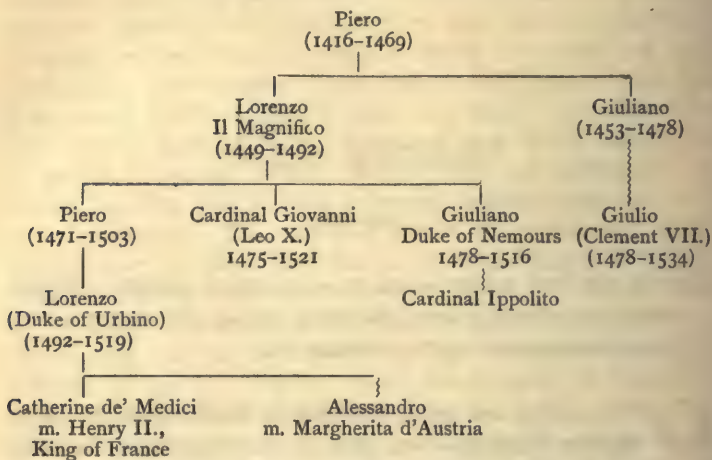 Piero
(1416-1469)
Lorenzo
Il Magnifico
(1449-1492)
Giuliano
(1453-1478)
Piero
(1471-1503)
Cardinal Giovanni
(Leo X.)
1475-1521
Giuliano
Duke of Nemours
1478-1516
Giulio
(Clement VII.)
(1478-1534)
Cardinal Ippolito
Lorenzo
(Duke of Urbino)
(1492-1519)
Catherine de' Medici
m. Henry II.,
King of France
Alessandro
m. Margherita d'Austria